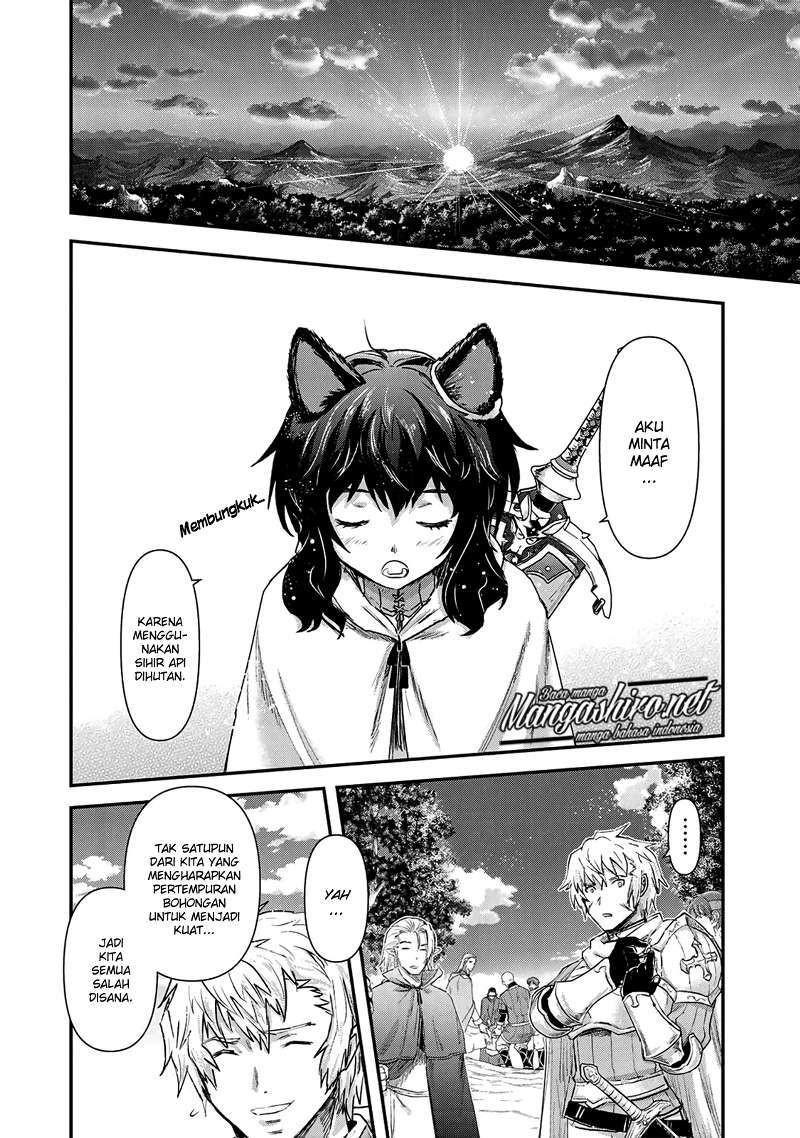 AKU
MINTA
MAAF
...
Membungkuk...
KARENA
MENGGU-
NAKAN
SIHIR API
DIHUTAN.
Baca manga
Mangashiro.net
manga bahasa indonesia
......
YAH
...
TAK SATUPUN
DARI KITA YANG
MENGHARAPKAN
PERTEMPURAN
BOHONGAN
UNTUK MENJADI
KUAT...
JADI
KITA
SEMUA
SALAH
DISANA.